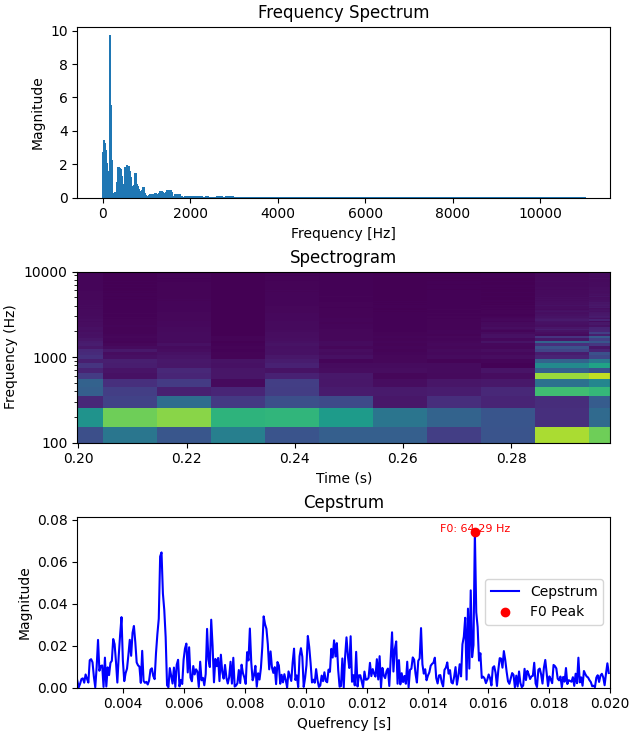 Frequency Spectrum
10
8
6
4
2
0
Magnitude
0 2000 4000 6000 8000 10000
Frequency [Hz]
Spectrogram
10000
1000
100
Frequency (Hz)
0.20 0.22 0.24 0.26 0.28
Time (s)
Cepstrum
0.08
0.06
0.04
0.02
0.00
Magnitude
F0: 64.29 Hz
Cepstrum
F0 Peak
0.004 0.006 0.008 0.010 0.012 0.014 0.016 0.018 0.020
Quefrency [s]